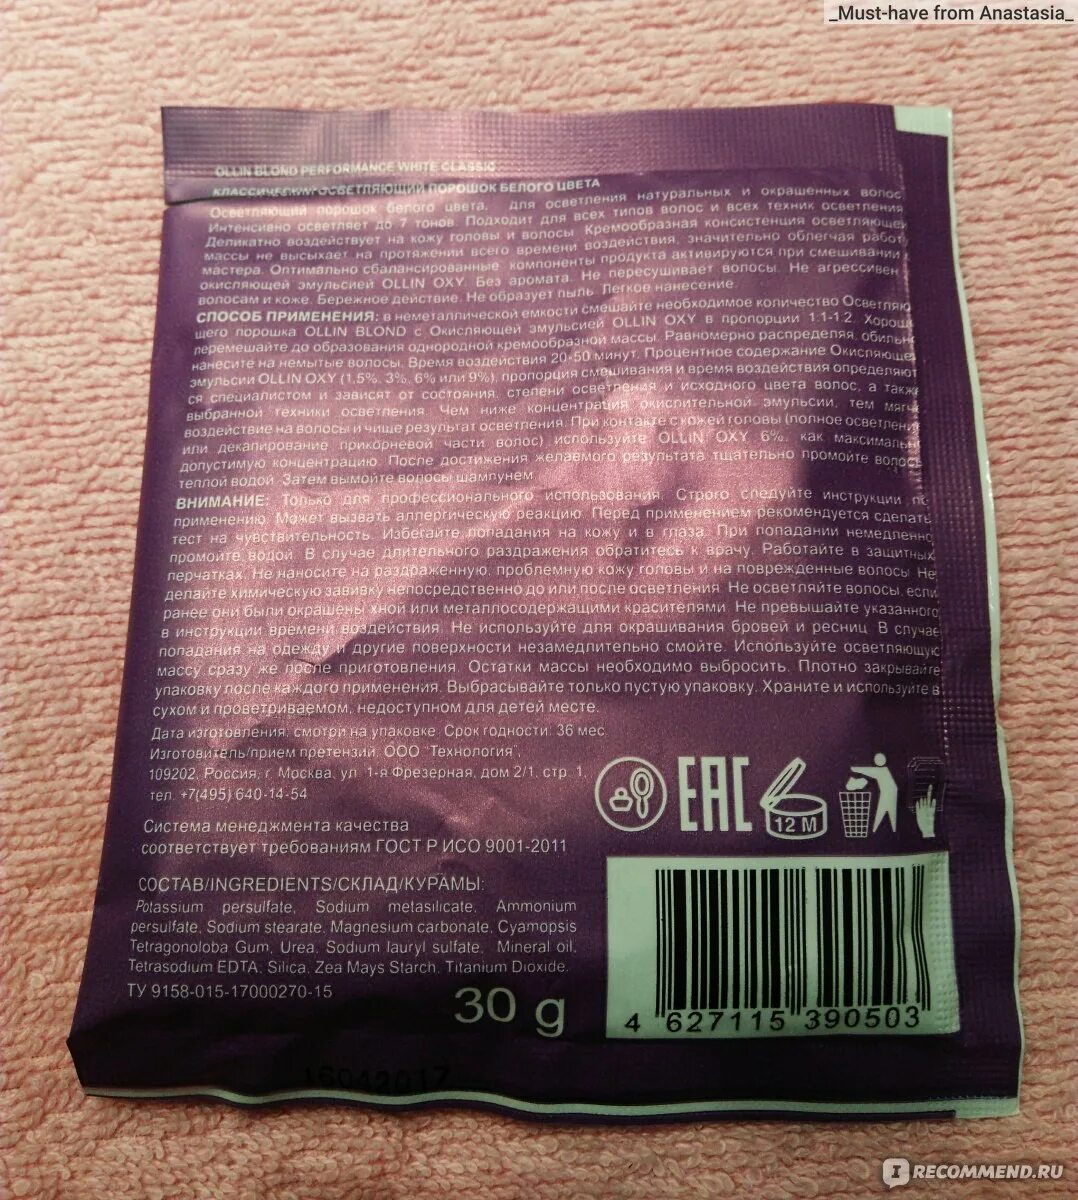 _Must-have from Anastasia_
OLLIN BLOND PERFORMANCE WHITE CLASSIC
КЛАССИЧЕСКИЙ ОСВЕТЛЯЮЩИЙ ПОРОШОК БЕЛОГО ЦВЕТА
Осветляющий порошок белого цвета, для осветления натуральных и окрашенных волос.
Интенсивно осветляет до 7 тонов. Подходит для всех типов волос и всех техник осветления.
Деликатно воздействует на кожу головы и волосы. Кремообразная консистенция осветляющей
массы не высыхает на протяжении всего времени воздействия, значительно облегчая работу
мастера. Оптимально сбалансированные компоненты продукта активируются при смешивании
окисляющей эмульсией OLLIN OXY. Без аромата. Не пересушивает волосы. Не агрессивен
волосам и коже. Бережное действие. Не образует пыль. Легкое нанесение.
СПОСОБ ПРИМЕНЕНИЯ: в неметаллической емкости смешайте необходимое количество Осветляю
щего порошка OLLIN BLOND с Окисляющей эмульсией OLLIN OXY в пропорции 1:1-1:2. Хорош
перемешайте до образования однородной кремообразной массы. Равномерно распределяя, обильн
нанесите на немытые волосы. Время воздействия 20-50 минут. Процентное содержание Окисляюще
эмульсии OLLIN OXY (1.5%, 3%, 6% или 9%), пропорция смешивания и время воздействия определяют
ся специалистом и зависят от состояния, степени осветления и исходного цвета волос, а такж
выбранной техники осветления. Чем ниже концентрация окислительной эмульсии, тем мягч
воздействие на волосы и чище результат осветления. При контакте с кожей головы (полное осветлени
или декапирование прикорневой части волос) используйте OLLIN OXY 6%, как максимальн
допустимую концентрацию. После достижения желаемого результата тщательно промойте волосы
теплой водой. Затем вымойте волосы шампунем.
ВНИМАНИЕ: Только для профессионального использования. Строго следуйте инструкции по
применению. Может вызвать аллергическую реакцию. Перед применением рекомендуется сделать
тест на чувствительность. Избегайте попадания на кожу и в глаза. При попадании немедленно
промойте водой. В случае длительного раздражения обратитесь к врачу. Работайте в защитных
перчатках. Не наносите на раздраженную, проблемную кожу головы и на поврежденные волосы. Не
делайте химическую завивку непосредственно до или после осветления. Не осветляйте волосы, если
ранее они были окрашены хной или металлосодержащими красителями. Не превышайте указанного
в инструкции времени воздействия. Не используйте для окрашивания бровей и ресниц. В случае
попадания на одежду и другие поверхности незамедлительно смойте. Используйте осветляющую
массу сразу же после приготовления. Остатки массы необходимо выбросить. Плотно закрывайте
упаковку после каждого применения. Выбрасывайте только пустую упаковку. Храните и используйте в
сухом и проветриваемом, недоступном для детей месте.
Дата изготовления: смотри на упаковке. Срок годности: 36 мес.
Изготовитель/прием претензий: ООО "Технология",
109202, Россия, г. Москва, ул. 1-я Фрезерная, дом 2/1, стр. 1,
тел. +7(495) 640-14-54
Система менеджмента качества
соответствует требованиям ГОСТ Р ИСО 9001-2011
EAC
12 M
СОСТАВ/INGREDIENTS/СКЛАД/КУРАМЫ:
Potassium persulfate, Sodium metasilicate, Ammonium
persulfate, Sodium stearate, Magnesium carbonate, Cyamopsis
Tetragonoloba Gum, Urea, Sodium lauryl sulfate, Mineral oil,
Tetrasodium EDTA, Silica, Zea Mays Starch, Titanium Dioxide.
ТУ 9158-015-17000270-15
30 g
4 627115 390503
16042017
IRECOMMEND.RU